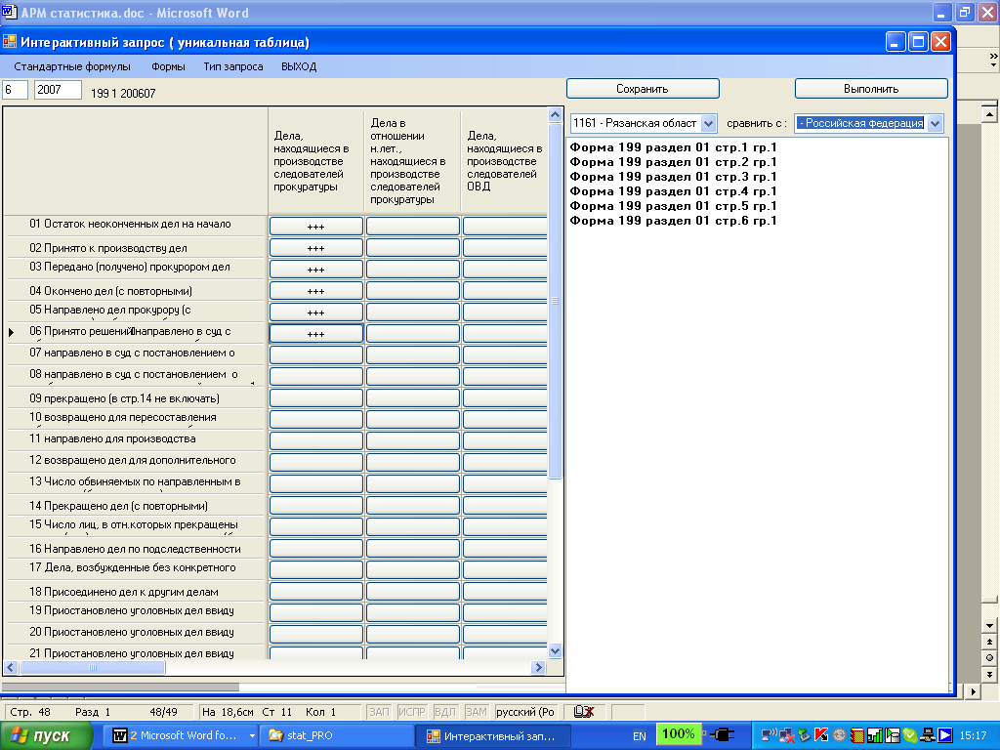 АРМ статистика.doc - Microsoft Word
Интерактивный запрос ( уникальная таблица)
Стандартные формулы Формы Тип запроса ВЫХОД
6 2007 199 1 200607 Сохранить Выполнить
1161 - Рязанская област сравнить с : - Российская Федерация
Дела, находящиеся в производстве следователей прокуратуры
Дела в отношении н.лет., находящиеся в производстве следователей прокуратуры
Дела, находящиеся в производстве следователей ОВД
Форма 199 раздел 01 стр.1 гр.1
Форма 199 раздел 01 стр.2 гр.1
Форма 199 раздел 01 стр.3 гр.1
Форма 199 раздел 01 стр.4 гр.1
Форма 199 раздел 01 стр.5 гр.1
Форма 199 раздел 01 стр.6 гр.1
01 Остаток неоконченных дел на начало +++
02 Принято к производству дел +++
03 Передано (получено) прокурором дел +++
04 Окончено дел (с повторными) +++
05 Направлено дел прокурору (с +++
06 Принято решений направлено в суд с +++
07 направлено в суд с постановлением о
08 направлено в суд с постановлением о
09 прекращено (в стр.14 не включать)
10 возвращено для пересоставления
11 направлено для производства
12 возвращено дел для дополнительного
13 Число обвиняемых по направленным в
14 Прекращено дел (с повторными)
15 Число лиц, в отн.которых прекращены
16 Направлено дел по подследственности
17 Дела, возбужденные без конкретного
18 Присоединено дел к другим делам
19 Приостановлено уголовных дел ввиду
20 Приостановлено уголовных дел ввиду
21 Приостановлено уголовных дел ввиду
Стр. 48 Разд 1 48/49 На 18,6см Ст 11 Кол 1 ЗАП ИСПР ВДЛ ЗАМ русский (Ро
пуск 2 Microsoft Word fo... stat_PRO Интерактивный зап... EN 100% 15:17